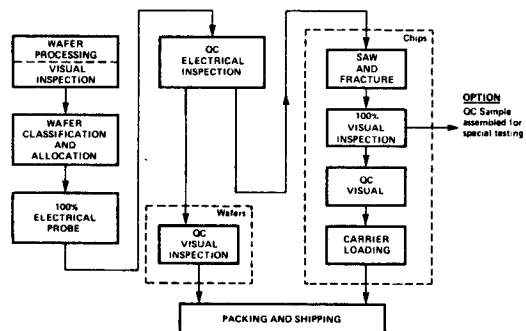 WAFER
PROCESSING
VISUAL
INSPECTION
WAFER
CLASSIFICATION
AND
ALLOCATION
100%
ELECTRICAL
PROBE
QC
ELECTRICAL
INSPECTION
Wafers
QC
VISUAL
INSPECTION
Chips
SAW
AND
FRACTURE
100%
VISUAL
INSPECTION
QC
VISUAL
CARRIER
LOADING
OPTION
QC Sample
assembled for
special testing
PACKING AND SHIPPING